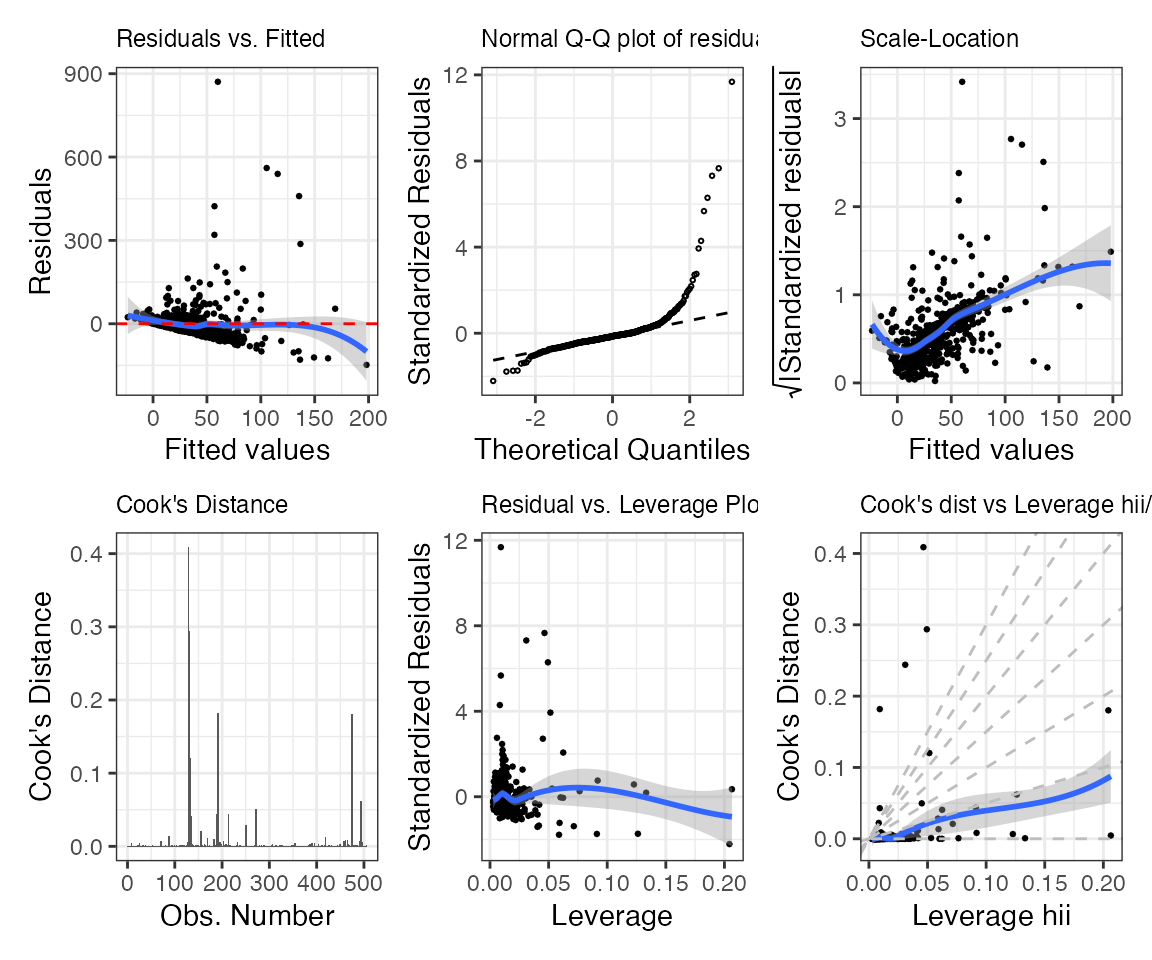 Residuals vs. Fitted
900
600
300
0
Residuals
0 50 100 150 200
Fitted values
Normal Q-Q plot of residua
12
8
4
0
Standardized Residuals
-2 0 2
Theoretical Quantiles
Scale-Location
3
2
1
0
√|Standardized residuals|
0 50 100 150 200
Fitted values
Cook's Distance
0.4
0.3
0.2
0.1
0.0
Cook's Distance
0 100 200 300 400 500
Obs. Number
Residual vs. Leverage Plo
12
8
4
0
Standardized Residuals
0.00 0.05 0.10 0.15 0.20
Leverage
Cook's dist vs Leverage hii/
0.4
0.3
0.2
0.1
0.0
Cook's Distance
0.00 0.05 0.10 0.15 0.20
Leverage hii